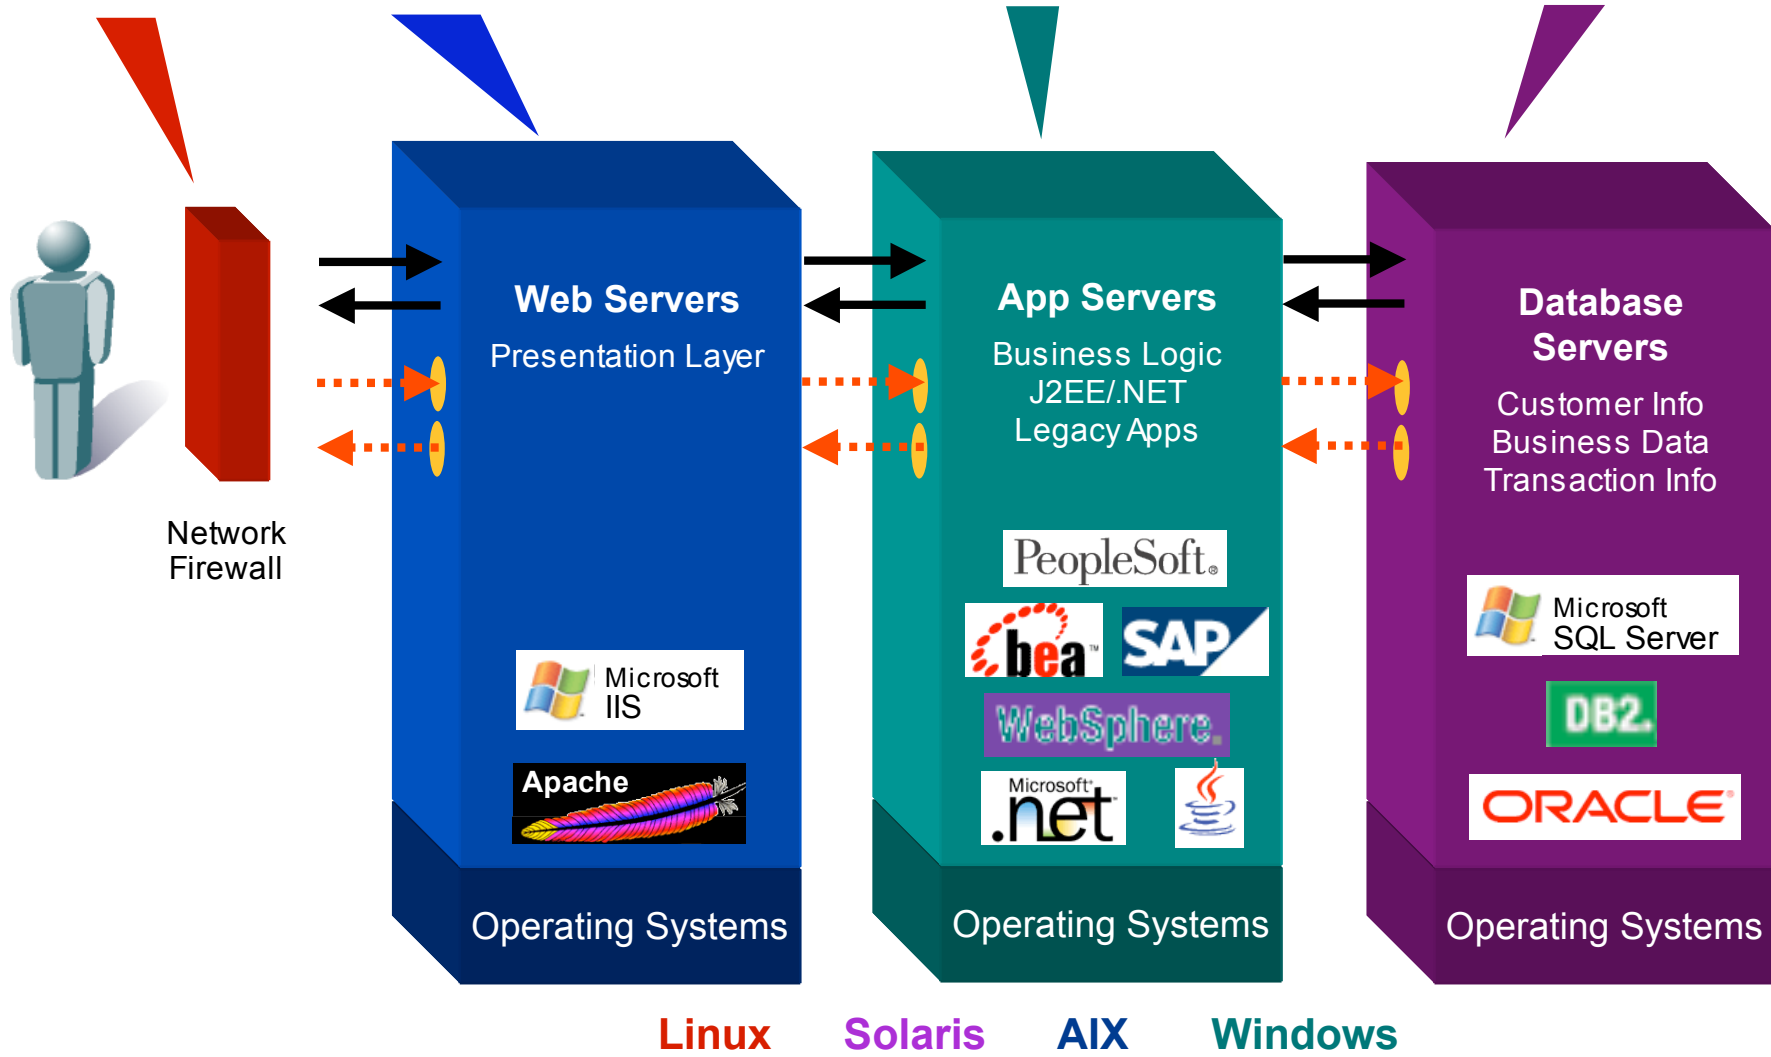 Network
Firewall
Web Servers
Presentation Layer
Microsoft
IIS
Apache
Operating Systems
App Servers
Business Logic
J2EE/.NET
Legacy Apps
PeopleSoft®
bea™
SAP
WebSphere.
Microsoft®
.net™
Operating Systems
Database
Servers
Customer Info
Business Data
Transaction Info
Microsoft
SQL Server
DB2.
ORACLE®
Operating Systems
Linux Solaris AIX Windows